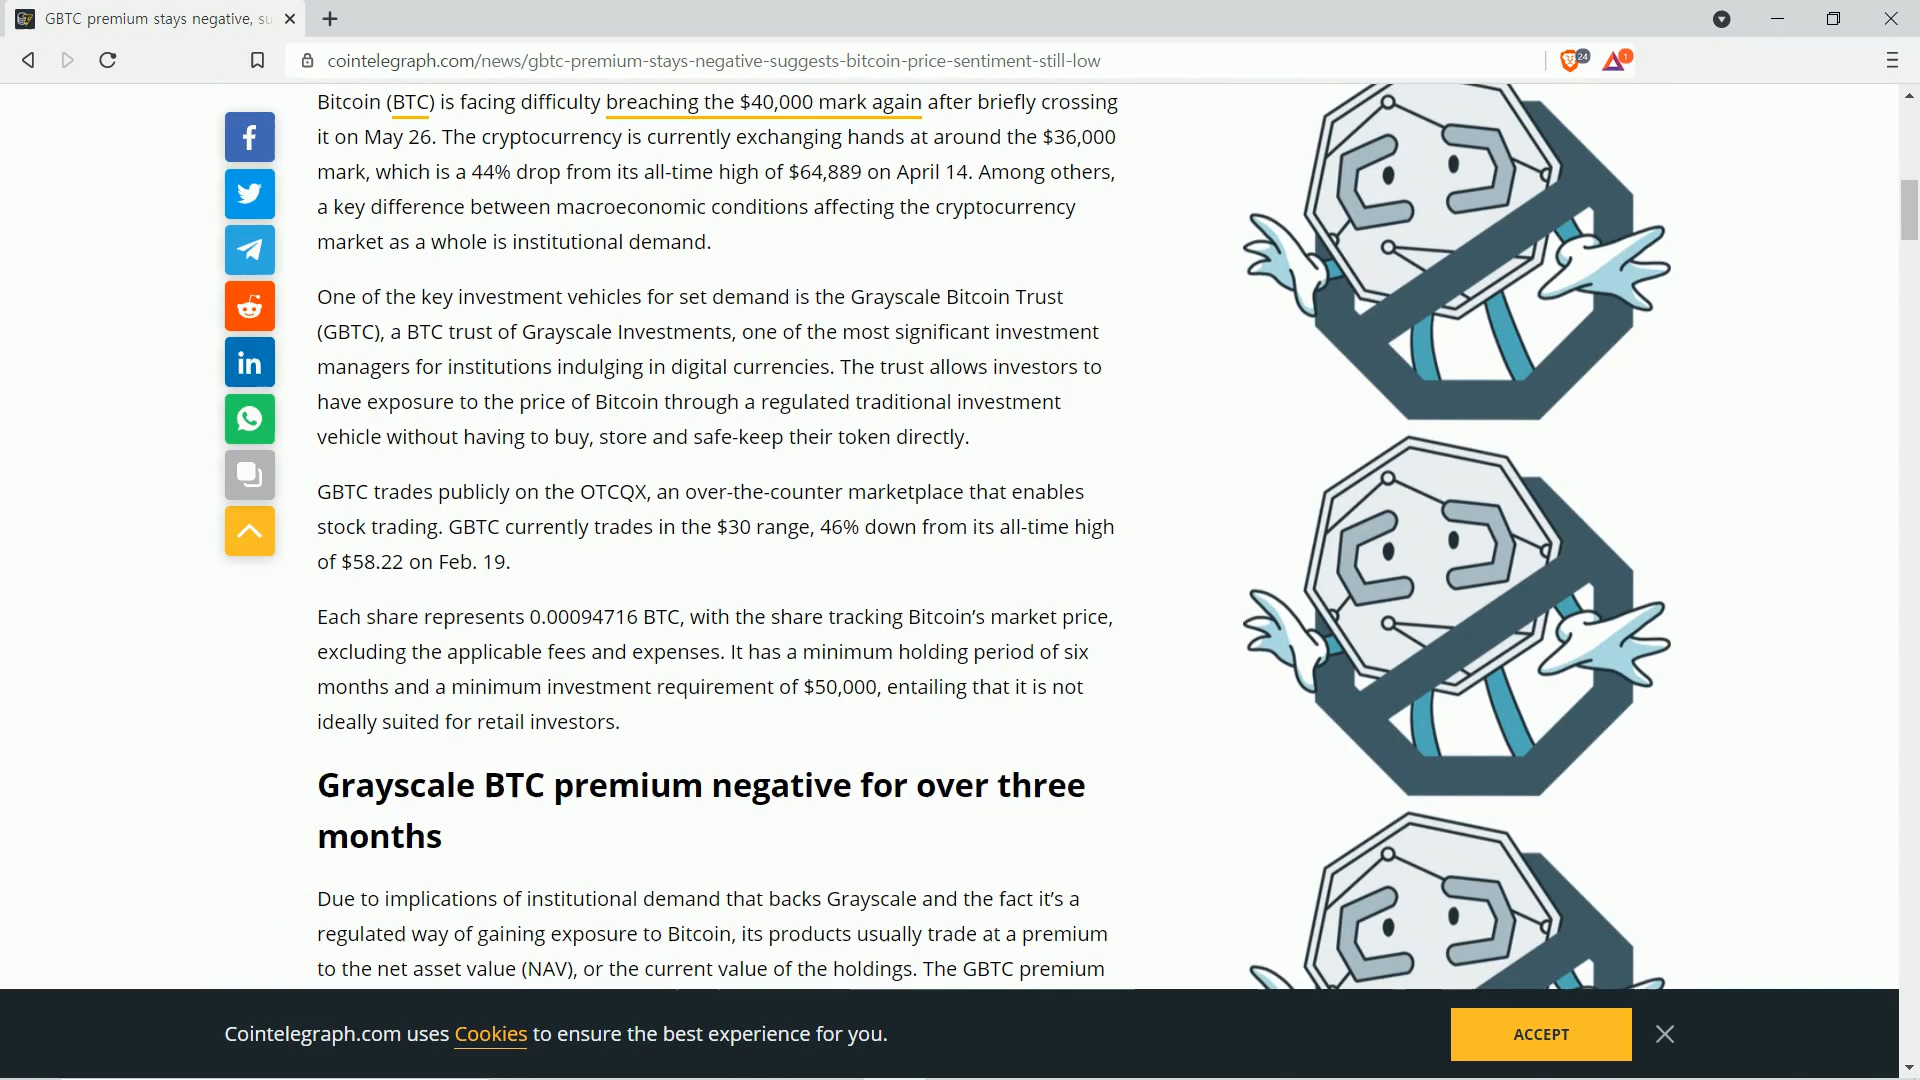 GBTC premium stays negative, su
cointelegraph.com/news/gbtc-premium-stays-negative-suggests-bitcoin-price-sentiment-still-low
24
1
Bitcoin (BTC) is facing difficulty breaching the $40,000 mark again after briefly crossing
it on May 26. The cryptocurrency is currently exchanging hands at around the $36,000
mark, which is a 44% drop from its all-time high of $64,889 on April 14. Among others,
a key difference between macroeconomic conditions affecting the cryptocurrency
market as a whole is institutional demand.
One of the key investment vehicles for set demand is the Grayscale Bitcoin Trust
(GBTC), a BTC trust of Grayscale Investments, one of the most significant investment
managers for institutions indulging in digital currencies. The trust allows investors to
have exposure to the price of Bitcoin through a regulated traditional investment
vehicle without having to buy, store and safe-keep their token directly.
GBTC trades publicly on the OTCQX, an over-the-counter marketplace that enables
stock trading. GBTC currently trades in the $30 range, 46% down from its all-time high
of $58.22 on Feb. 19.
Each share represents 0.00094716 BTC, with the share tracking Bitcoin’s market price,
excluding the applicable fees and expenses. It has a minimum holding period of six
months and a minimum investment requirement of $50,000, entailing that it is not
ideally suited for retail investors.
Grayscale BTC premium negative for over three
months
Due to implications of institutional demand that backs Grayscale and the fact it’s a
regulated way of gaining exposure to Bitcoin, its products usually trade at a premium
to the net asset value (NAV), or the current value of the holdings. The GBTC premium
Cointelegraph.com uses Cookies to ensure the best experience for you.
ACCEPT